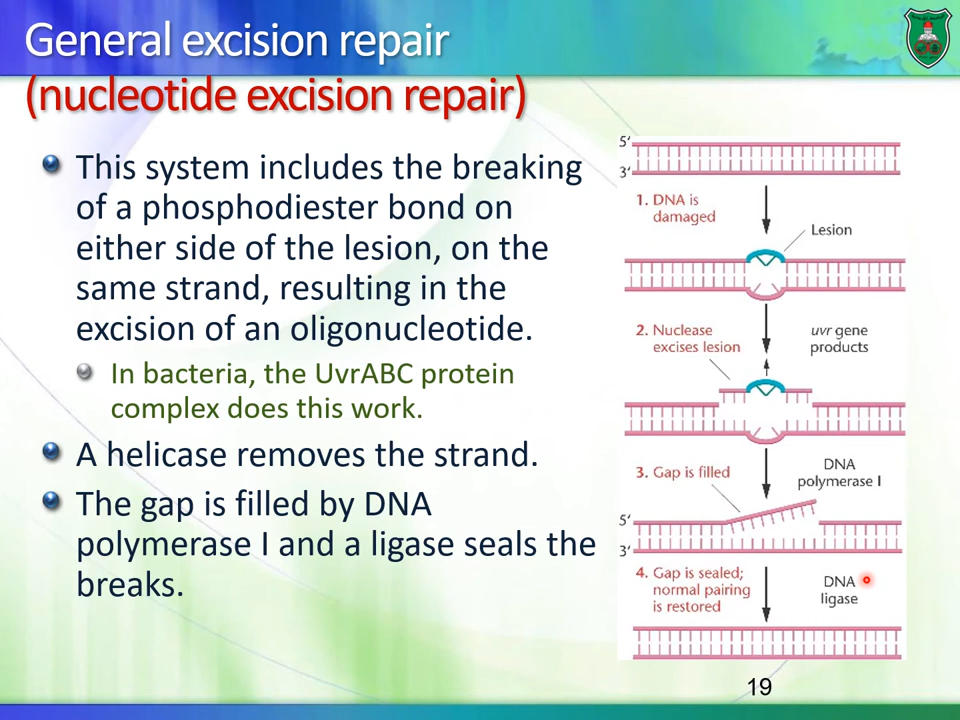 General excision repair
(nucleotide excision repair)
This system includes the breaking
of a phosphodiester bond on
either side of the lesion, on the
same strand, resulting in the
excision of an oligonucleotide.
In bacteria, the UvrABC protein
complex does this work.
A helicase removes the strand.
The gap is filled by DNA
polymerase I and a ligase seals the
breaks.
5'
3'
1. DNA is
damaged
Lesion
2. Nuclease
excises lesion
uvr gene
products
3. Gap is filled
DNA
polymerase I
5'
3'
4. Gap is sealed;
normal pairing
is restored
DNA
ligase
19